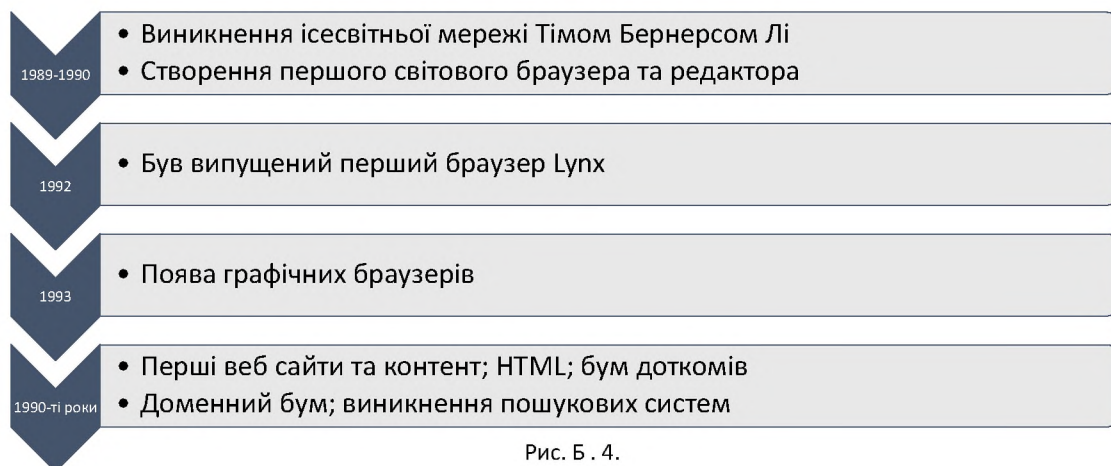 1989-1990
• Виникнення ісесвітньої мережі Тімом Бернерсом Лі
• Створення першого світового браузера та редактора
1992
• Був випущений перший браузер Lynx
1993
• Поява графічних браузерів
1990-ті роки
• Перші веб сайти та контент; HTML; бум доткомів
• Доменний бум; виникнення пошукових систем
Рис. Б . 4.